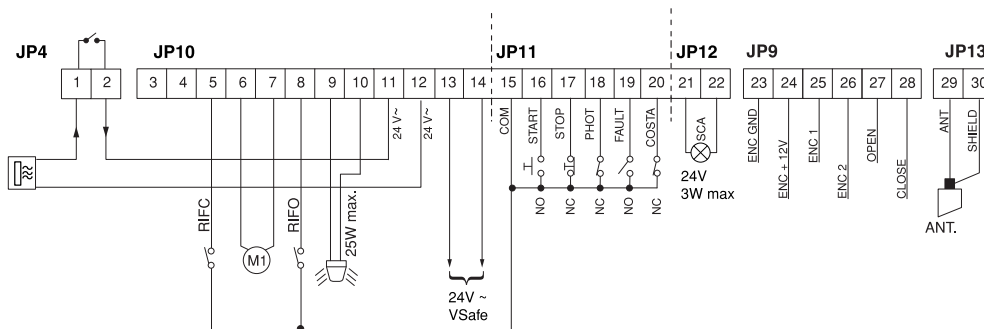 JP4 JP10 JP11 JP12 JP9 JP13
1 2 3 4 5 6 7 8 9 10 11 12 13 14 15 16 17 18 19 20 21 22 23 24 25 26 27 28 29 30
24 V~
24 V~
COM
START
STOP
PHOT
FAULT
COSTA
SCA
ENC GND
ENC + 12V
ENC 1
ENC 2
OPEN
CLOSE
ANT
SHIELD
24V
3W max
NO
NC
NC
NO
NC
RIFC
M1
RIFO
25W max.
24V ~
VSafe
ANT.